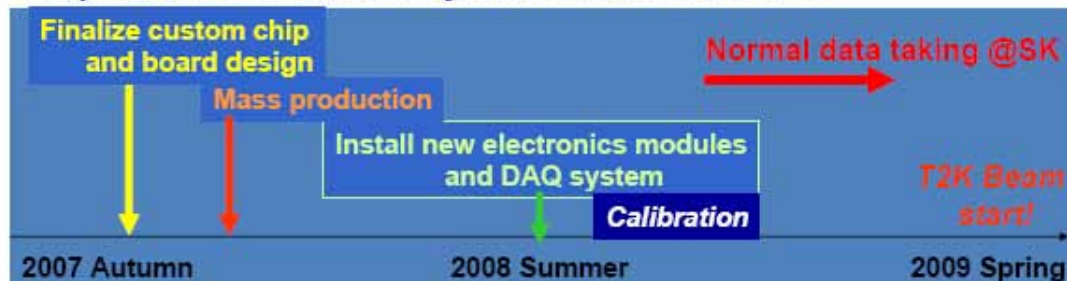 Finalize custom chip
and board design
Mass production
Install new electronics modules
and DAQ system
Calibration
Normal data taking @SK
T2K Beam
start!
2007 Autumn
2008 Summer
2009 Spring